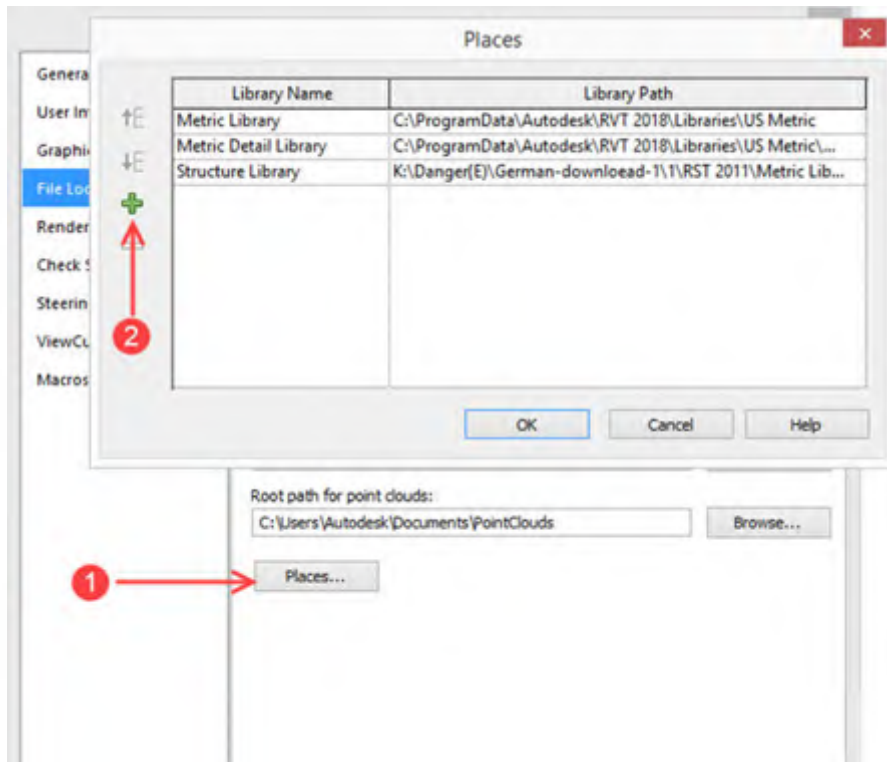 Places
Genera
User In
Graphi
File Loc
Render
Check S
Steerin
ViewCu
Macros
Library Name Library Path
Metric Library C:\ProgramData\Autodesk\RVT 2018\Libraries\US Metric
Metric Detail Library C:\ProgramData\Autodesk\RVT 2018\Libraries\US Metric\...
Structure Library K:\Danger(E)\German-downloead-1\1\RST 2011\Metric Lib...
2
OK Cancel Help
Root path for point clouds:
C:\Users\Autodesk\Documents\PointClouds Browse...
1 Places...